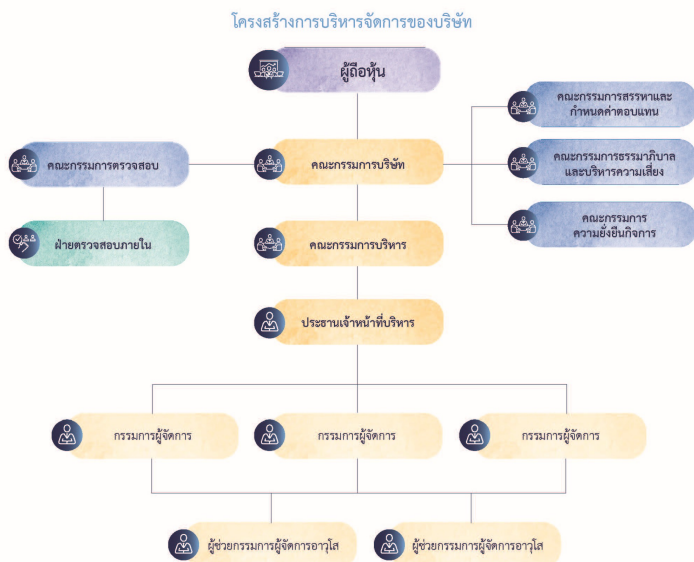 โครงสร้างการบริหารจัดการของบริษัท
ผู้ถือหุ้น
คณะกรรมการสรรหาและ
กำหนดค่าตอบแทน
คณะกรรมการตรวจสอบ
คณะกรรมการบริษัท
คณะกรรมการธรรมาภิบาล
และบริหารความเสี่ยง
ฝ่ายตรวจสอบภายใน
คณะกรรมการบริหาร
คณะกรรมการ
ความยั่งยืนกิจการ
ประธานเจ้าหน้าที่บริหาร
กรรมการผู้จัดการ
กรรมการผู้จัดการ
กรรมการผู้จัดการ
ผู้ช่วยกรรมการผู้จัดการอาวุโส
ผู้ช่วยกรรมการผู้จัดการอาวุโส